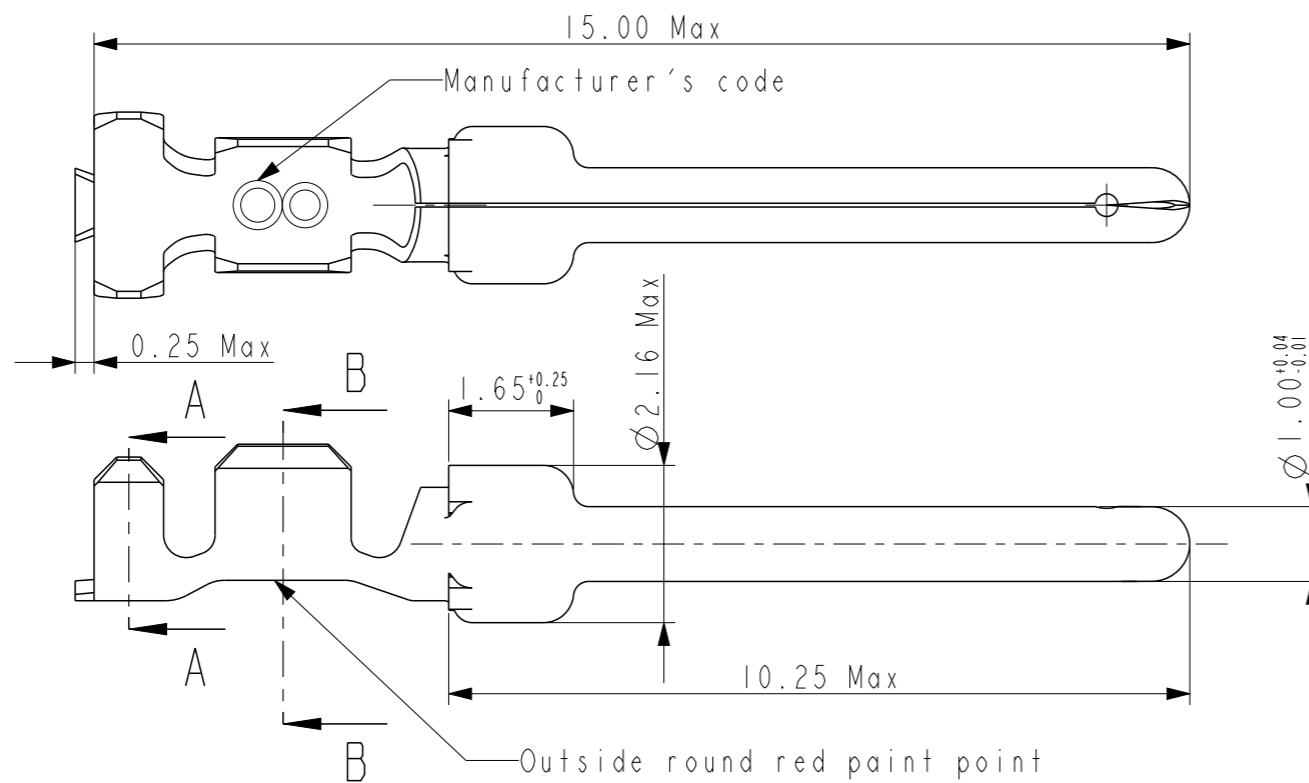 15.00 Max
Manufacturer's code
0.25 Max
A
B
1.65 +0.25 0
Ø2.16 Max
Ø1.00 +0.04 -0.01
A
B
10.25 Max
Outside round red paint point